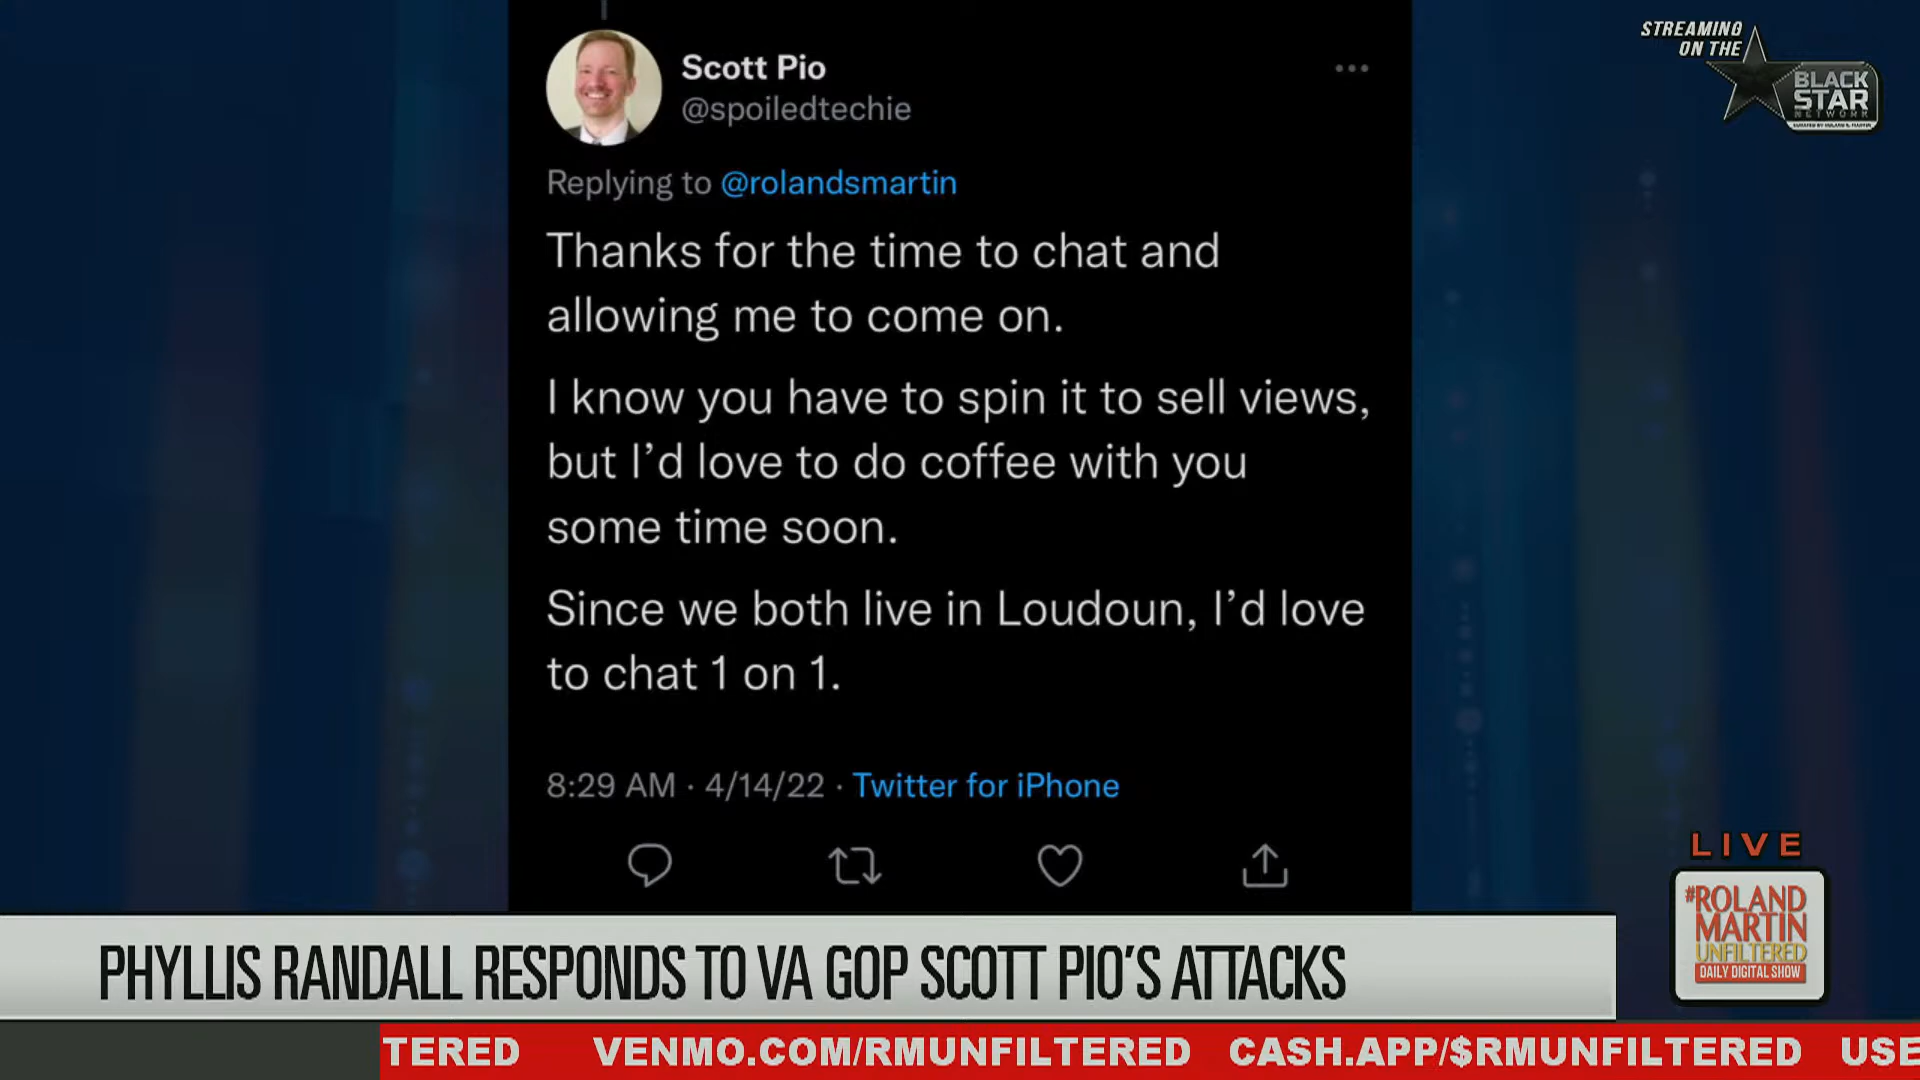 STREAMING
ON THE
BLACK
STAR
NETWORK
Scott Pio
@spoiledtechie
Replying to @rolandsmartin
Thanks for the time to chat and
allowing me to come on.
I know you have to spin it to sell views,
but I’d love to do coffee with you
some time soon.
Since we both live in Loudoun, I’d love
to chat 1 on 1.
8:29 AM · 4/14/22 · Twitter for iPhone
LIVE
#ROLAND
MARTIN
UNFILTERED
DAILY DIGITAL SHOW
PHYLLIS RANDALL RESPONDS TO VA GOP SCOTT PIO'S ATTACKS
TERED VENMO.COM/RMUNFILTERED CASH.APP/$RMUNFILTERED USE